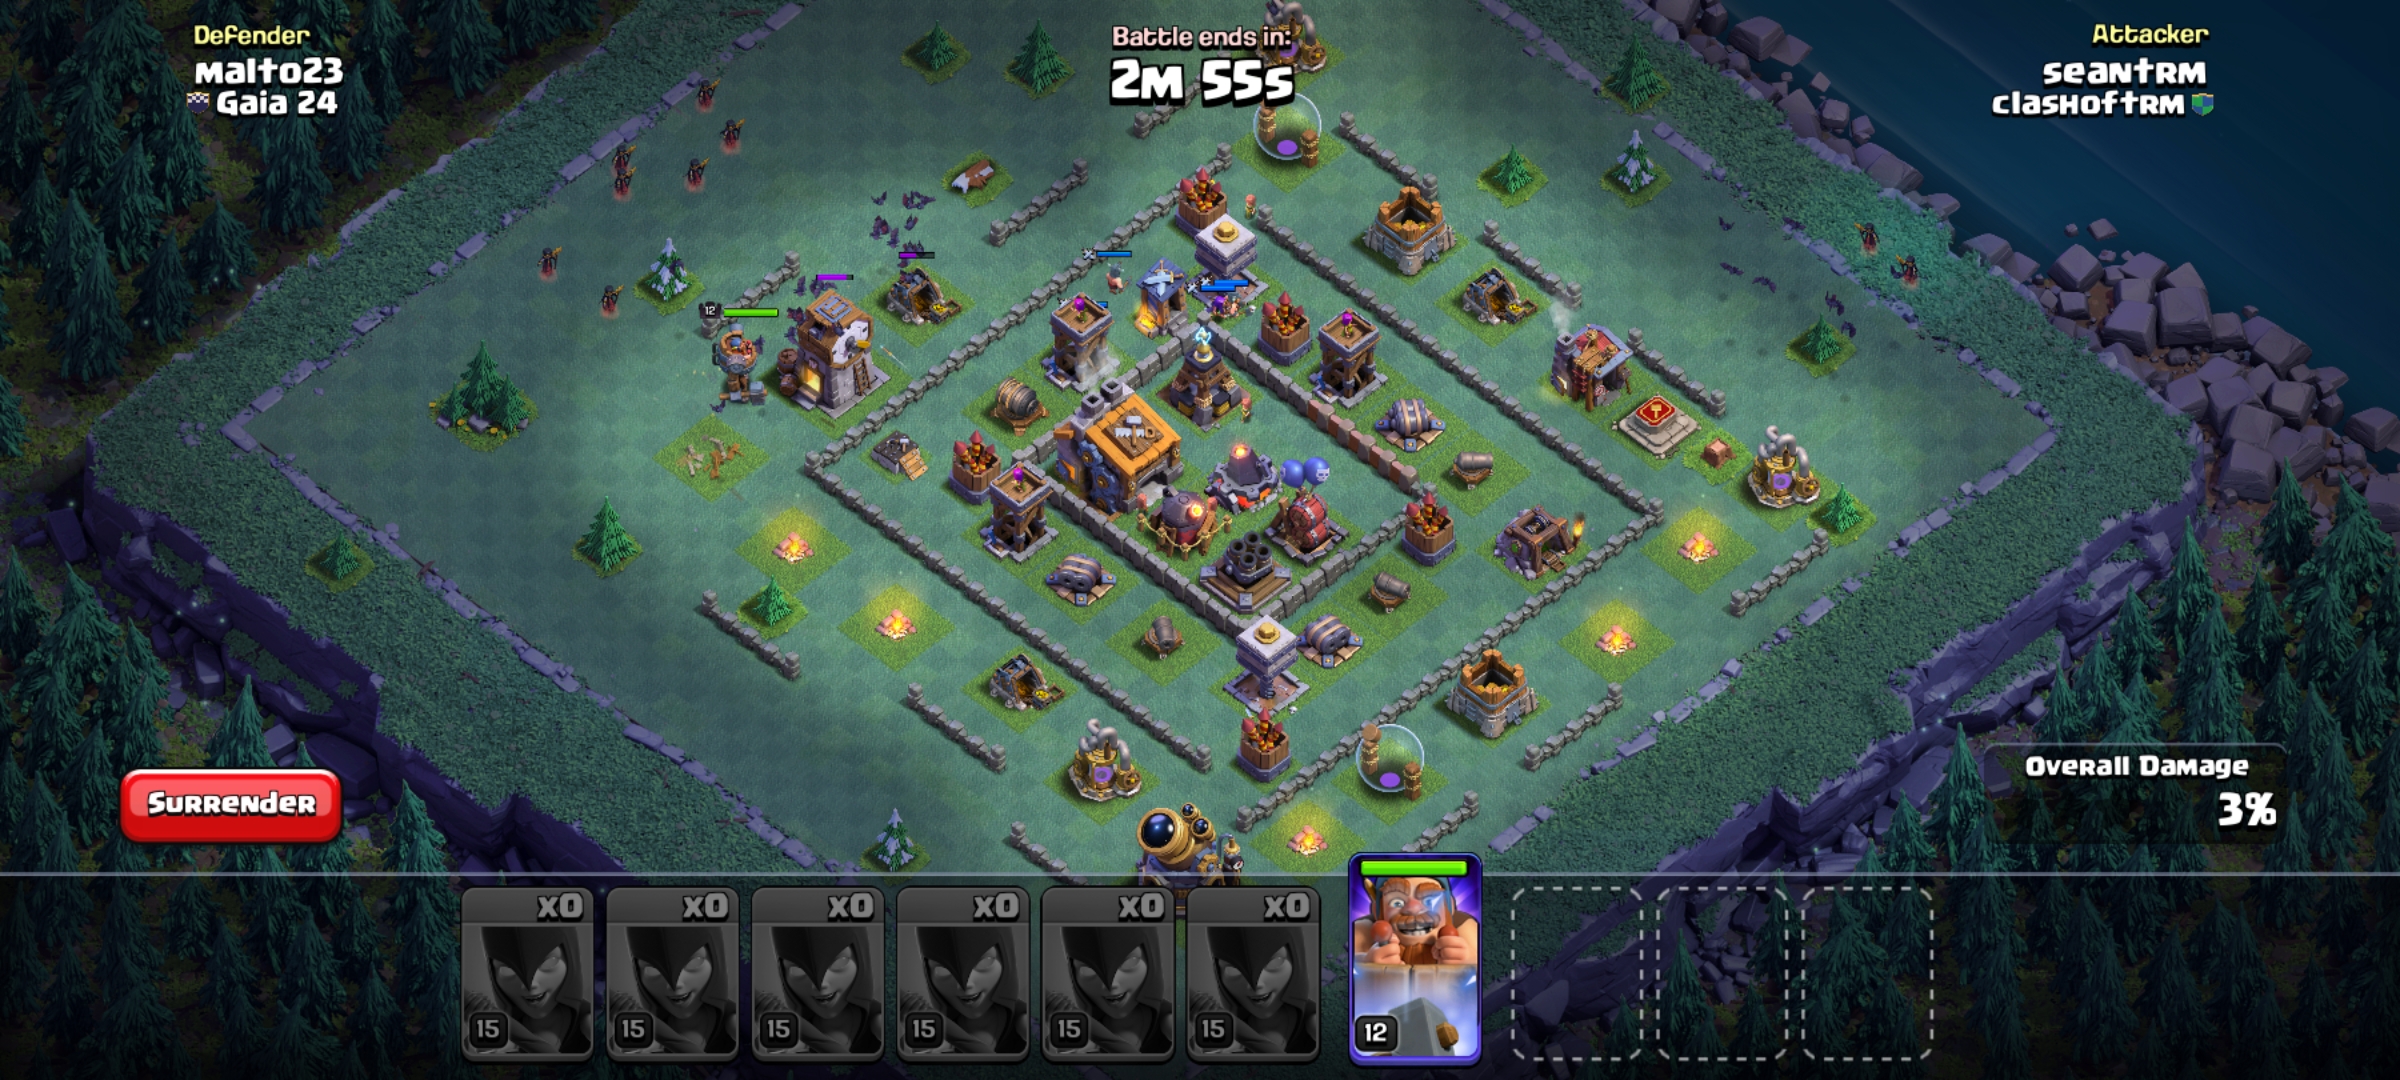 Defender
malto23
Gaia 24
Battle ends in:
2m 55s
Attacker
seantrm
clashoftrm
12
Surrender
Overall Damage
3%
x0
x0
x0
x0
x0
x0
15
15
15
15
15
15
12